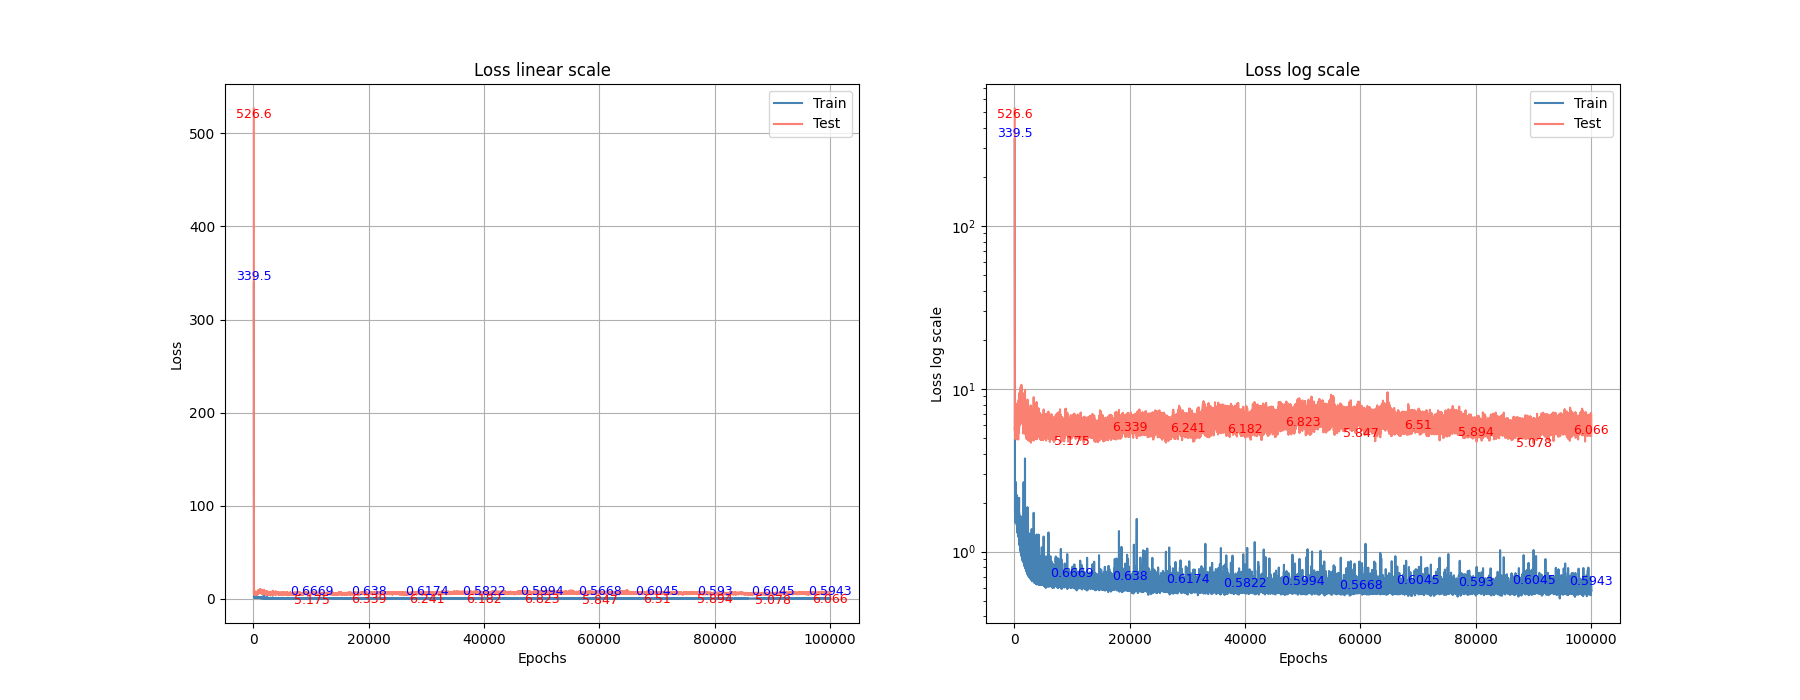 Loss linear scale
526.6
339.5
Train
Test
500
400
300
200
100
0
Loss
0.6669 0.638 0.6174 0.5822 0.5994 0.5668 0.6045 0.593 0.6045 0.5943
5.175 6.339 6.241 6.182 6.823 5.847 6.51 5.894 5.078 6.066
0 20000 40000 60000 80000 100000
Epochs
Loss log scale
526.6
339.5
Train
Test
10²
10¹
10⁰
Loss log scale
5.175 6.339 6.241 6.182 6.823 5.847 6.51 5.894 5.078 6.066
0.6669 0.638 0.6174 0.5822 0.5994 0.5668 0.6045 0.593 0.6045 0.5943
0 20000 40000 60000 80000 100000
Epochs